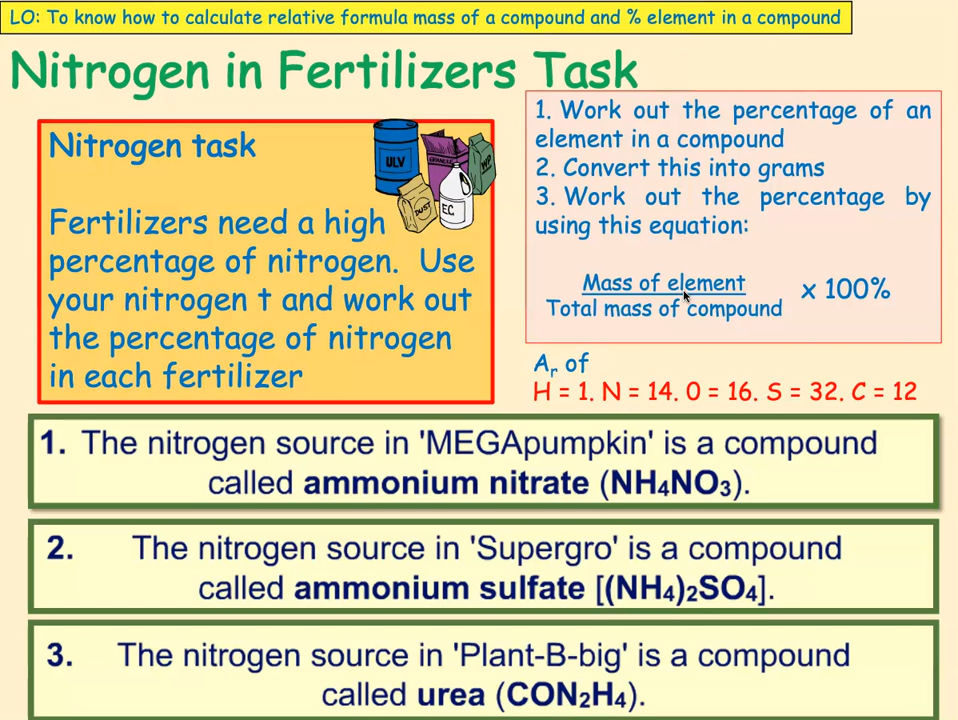 LO: To know how to calculate relative formula mass of a compound and % element in a compound
Nitrogen in Fertilizers Task
Nitrogen task
Fertilizers need a high
percentage of nitrogen. Use
your nitrogen t and work out
the percentage of nitrogen
in each fertilizer
ULV
GRANULE
WP
DUST
EC
1. Work out the percentage of an
element in a compound
2. Convert this into grams
3. Work out the percentage by
using this equation:
Mass of element
Total mass of compound
x 100%
Aᵣ of
H = 1. N = 14. 0 = 16. S = 32. C = 12
1. The nitrogen source in 'MEGApumpkin' is a compound
called ammonium nitrate (NH₄NO₃).
2. The nitrogen source in 'Supergro' is a compound
called ammonium sulfate [(NH₄)₂SO₄].
3. The nitrogen source in 'Plant-B-big' is a compound
called urea (CON₂H₄).